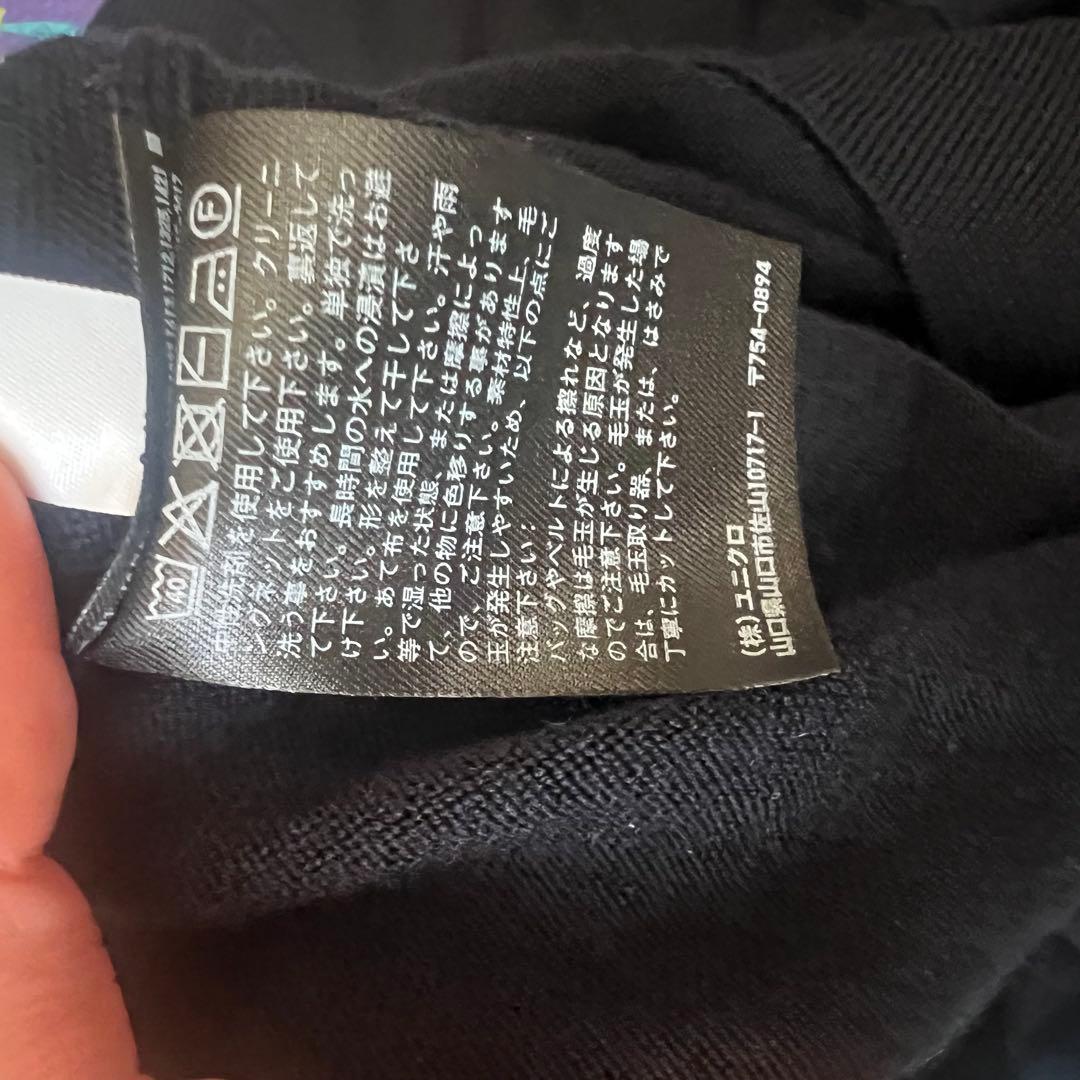 40
F
中性洗剤を使用して下さい。クリーニ
ングネットをご使用下さい。裏返して
洗う事をおすすめします。単独で洗っ
て下さい。長時間の水への浸漬はお避
け下さい。形を整えて干して下さ
い。あて布を使用して下さい。汗や雨
等で湿った状態、または摩擦によっ
て、他の物に色移りする事があります
ので、ご注意下さい。素材特性上、毛
玉が発生しやすいため、以下の点にご
注意下さい:
バッグやベルトによる擦れなど、過度
な摩擦は毛玉が生じる原因となります
のでご注意下さい。毛玉が発生した場
合は、毛玉取り器、または、はさみで
丁寧にカットして下さい。
(株)ユニクロ
山口県山口市佐山10717-1 〒754-0894